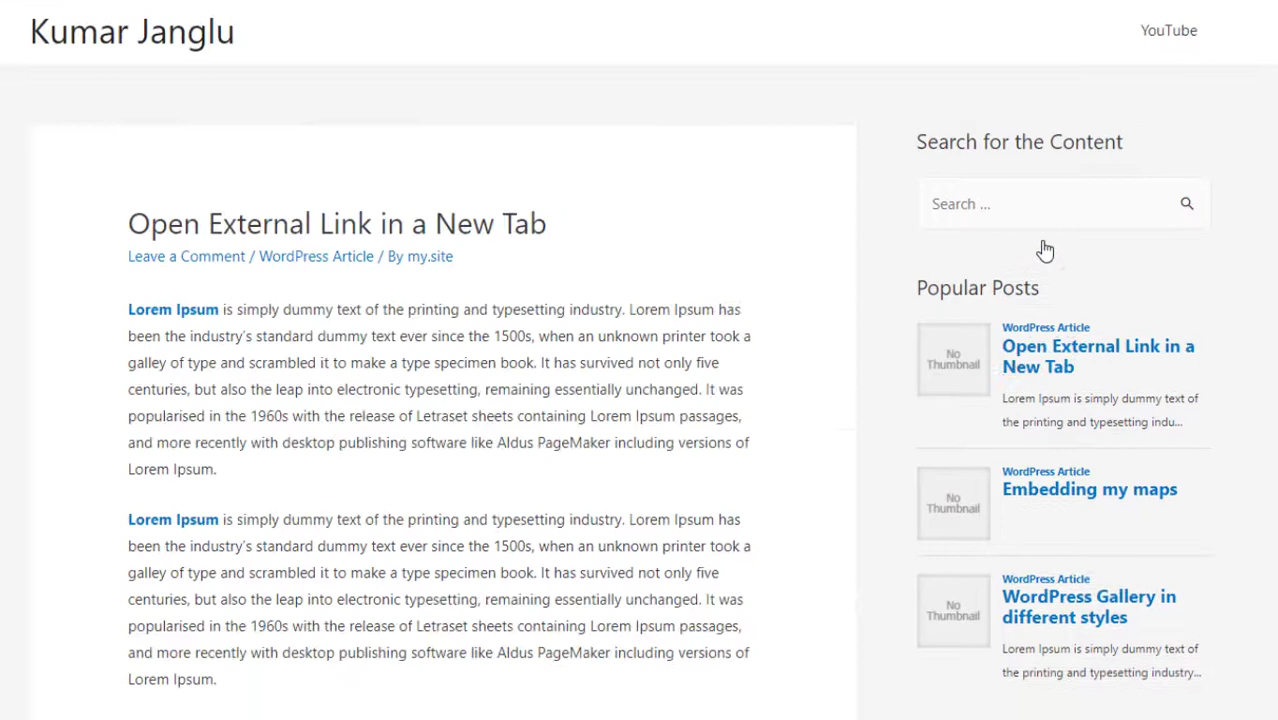 Kumar Janglu
YouTube
Open External Link in a New Tab
Leave a Comment / WordPress Article / By my.site
Lorem Ipsum is simply dummy text of the printing and typesetting industry. Lorem Ipsum has
been the industry's standard dummy text ever since the 1500s, when an unknown printer took a
galley of type and scrambled it to make a type specimen book. It has survived not only five
centuries, but also the leap into electronic typesetting, remaining essentially unchanged. It was
popularised in the 1960s with the release of Letraset sheets containing Lorem Ipsum passages,
and more recently with desktop publishing software like Aldus PageMaker including versions of
Lorem Ipsum.
Lorem Ipsum is simply dummy text of the printing and typesetting industry. Lorem Ipsum has
been the industry's standard dummy text ever since the 1500s, when an unknown printer took a
galley of type and scrambled it to make a type specimen book. It has survived not only five
centuries, but also the leap into electronic typesetting, remaining essentially unchanged. It was
popularised in the 1960s with the release of Letraset sheets containing Lorem Ipsum passages,
and more recently with desktop publishing software like Aldus PageMaker including versions of
Lorem Ipsum.
Search for the Content
Search ...
Popular Posts
No
Thumbnail
WordPress Article
Open External Link in a
New Tab
Lorem Ipsum is simply dummy text of
the printing and typesetting indu...
No
Thumbnail
WordPress Article
Embedding my maps
No
Thumbnail
WordPress Article
WordPress Gallery in
different styles
Lorem Ipsum is simply dummy text of
the printing and typesetting industry...